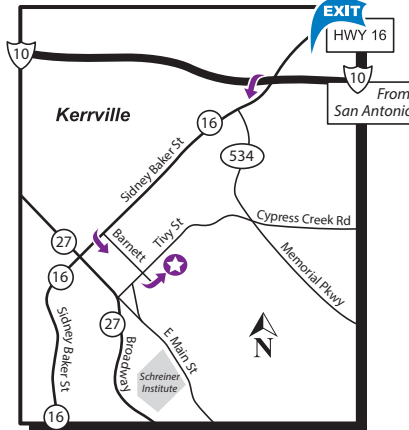 EXIT
HWY 16
10
10
From
San Antonio
Kerrville
16
Sidney Baker St
534
Cypress Creek Rd
Tivy St
Barnett
27
16
Memorial Pkwy
Sidney Baker St
27
Broadway
E Main St
N
Schreiner
Institute
16